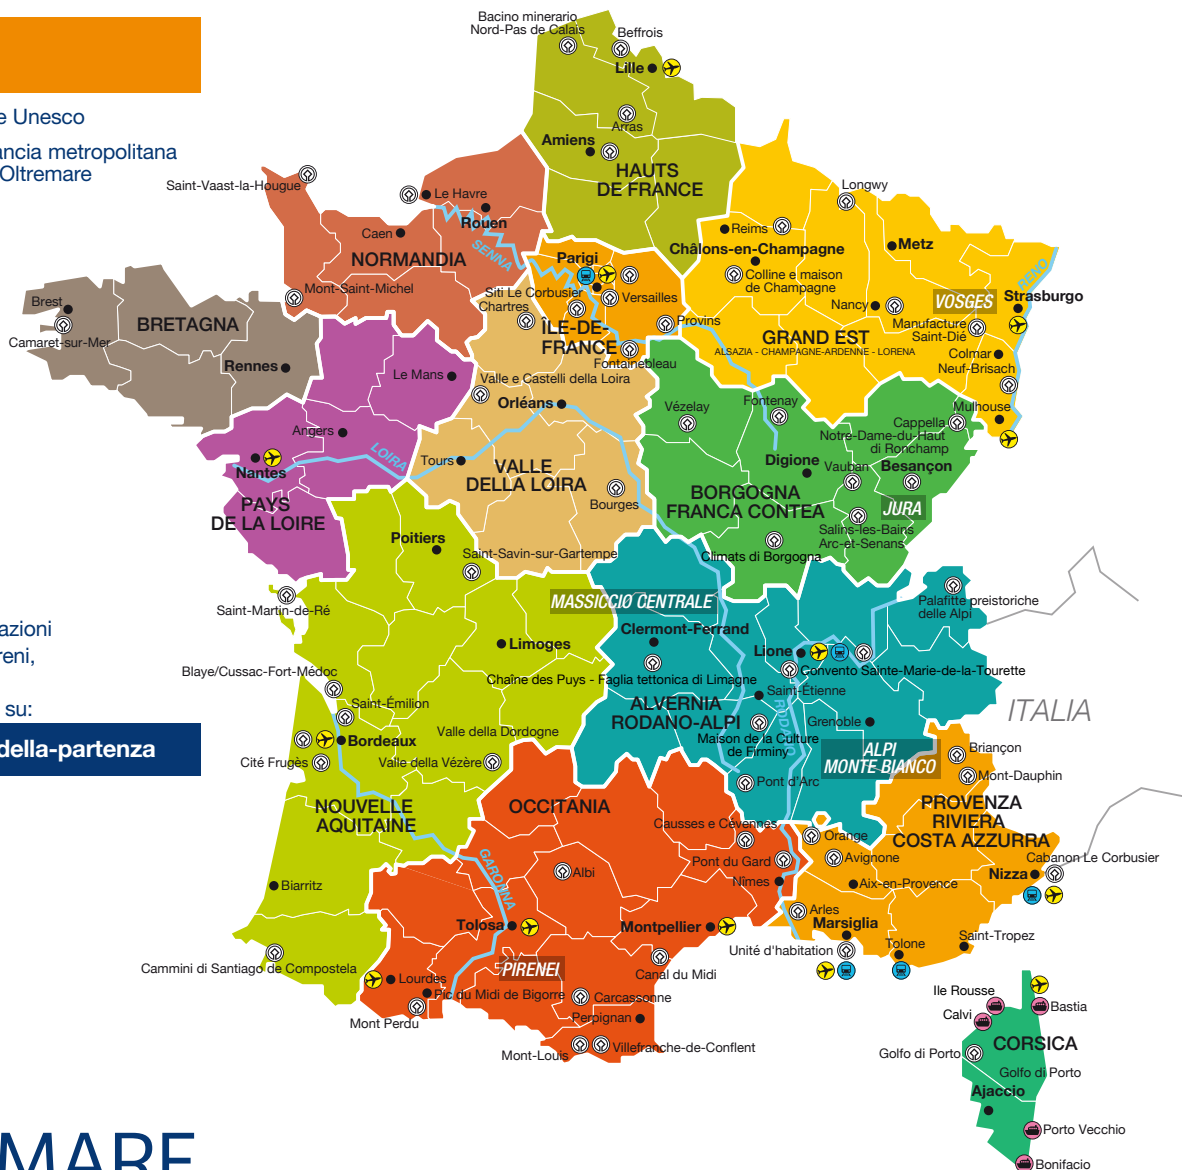 e Unesco
ancia metropolitana
Oltremare
azioni
reni,
su:
della-partenza
MARE
Bacino minerario
Nord-Pas de Calais
Beffrois
Lille
Arras
Amiens
HAUTS
DE FRANCE
Saint-Vaast-la-Hougue
Le Havre
Rouen
Caen
NORMANDIA
SENNA
Mont-Saint-Michel
Longwy
Reims
Metz
Châlons-en-Champagne
Colline e maison
de Champagne
Nancy
VOSGES
RENO
Strasburgo
Manufacture
Saint-Dié
GRAND EST
ALSAZIA - CHAMPAGNE-ARDENNE - LORENA
Colmar
Neuf-Brisach
Mulhouse
Parigi
Siti Le Corbusier
Versailles
Chartres
Provins
ÎLE-DE-
FRANCE
Fontainebleau
Brest
BRETAGNA
Camaret-sur-Mer
Rennes
Le Mans
Angers
LOIRA
Nantes
PAYS
DE LA LOIRE
Valle e Castelli della Loira
Orléans
Tours
VALLE
DELLA LOIRA
Bourges
Vézelay
Fontenay
Cappella
Notre-Dame-du-Haut
di Ronchamp
Digione
Vauban
Besançon
BORGOGNA
FRANCA CONTEA
JURA
Salins-les-Bains
Arc-et-Senans
Climats di Borgogna
Poitiers
Saint-Savin-sur-Gartempe
Saint-Martin-de-Ré
Limoges
Blaye/Cussac-Fort-Médoc
Saint-Émilion
Valle della Dordogne
Bordeaux
Cité Frugès
Valle della Vézère
NOUVELLE
AQUITAINE
Biarritz
Cammini di Santiago de Compostela
MASSICCIO CENTRALE
Clermont-Ferrand
Chaîne des Puys - Faglia tettonica di Limagne
ALVERNIA
RODANO-ALPI
Palafitte preistoriche
delle Alpi
Lione
Convento Sainte-Marie-de-la-Tourette
Saint-Etienne
RODANO
Maison de la Culture
de Firminy
Grenoble
ALPI
MONTE BIANCO
Pont d'Arc
ITALIA
Briançon
Mont-Dauphin
PROVENZA
RIVIERA
COSTA AZZURRA
Orange
Avignone
Cabanon Le Corbusier
Nizza
Aix-en-Provence
Arles
Marsiglia
Unité d'habitation
Tolone
Saint-Tropez
OCCITANIA
Causses e Cévennes
Pont du Gard
Nîmes
Albi
GARONNA
Tolosa
Montpellier
PIRENEI
Canal du Midi
Lourdes
Pic du Midi de Bigorre
Mont Perdu
Carcassonne
Perpignan
Mont-Louis
Villefranche-de-Conflent
Ile Rousse
Bastia
Calvi
CORSICA
Golfo di Porto
Golfo di Porto
Ajaccio
Porto Vecchio
Bonifacio